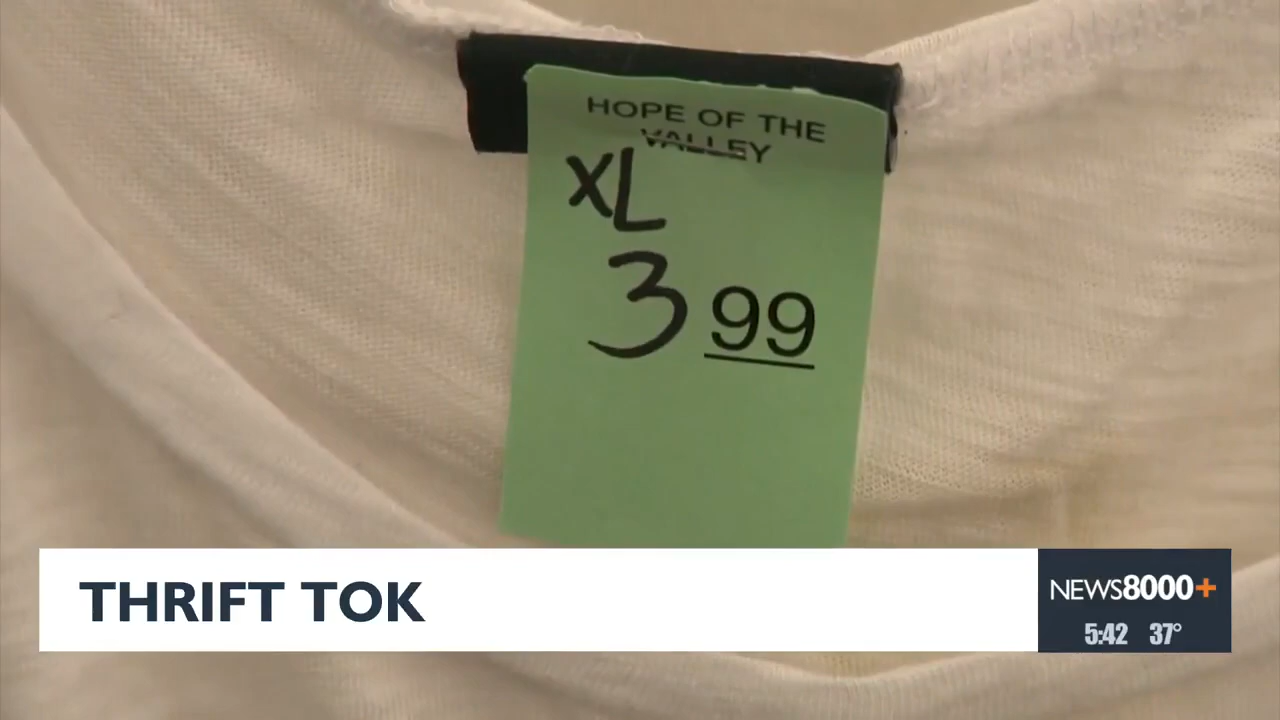 HOPE OF THE
VALLEY
XL
3 99
THRIFT TOK
NEWS8000+
5:42 37°